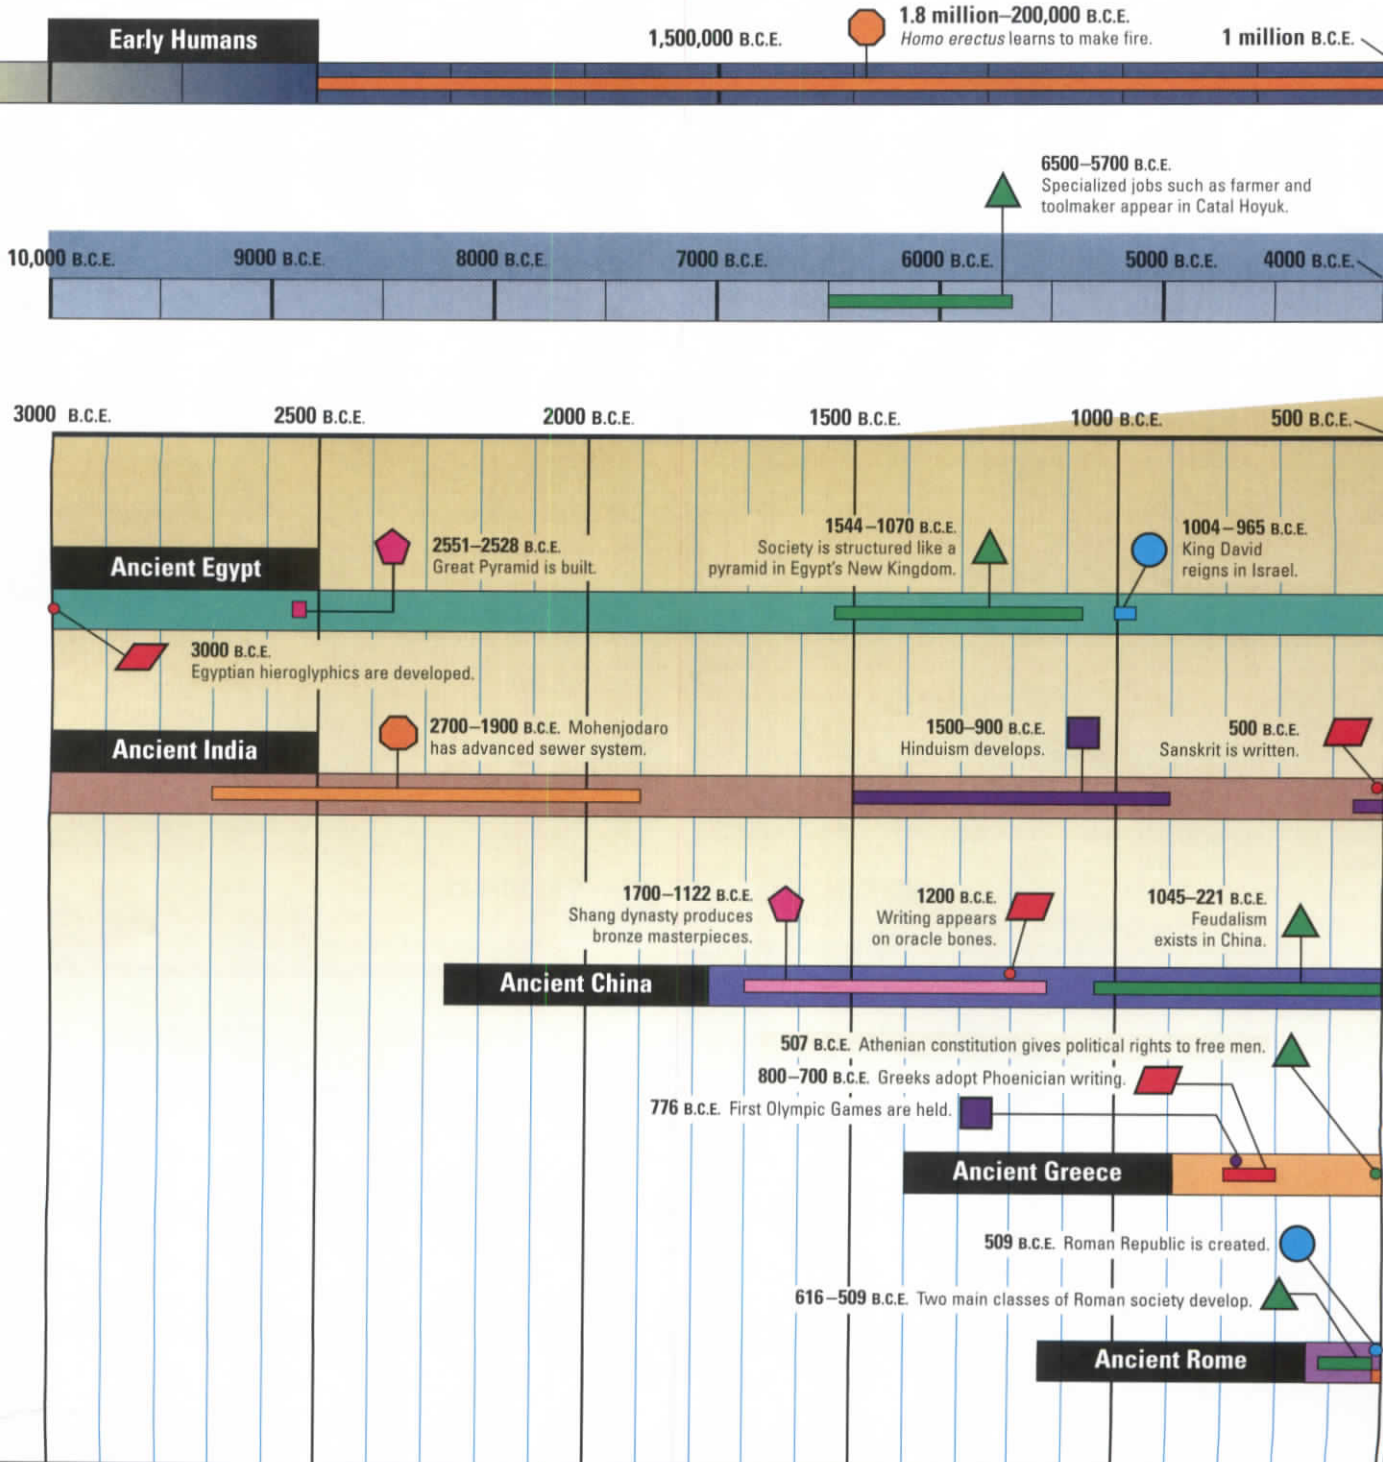 Early Humans
1,500,000 B.C.E.
1.8 million–200,000 B.C.E.
Homo erectus learns to make fire.
1 million B.C.E.
6500–5700 B.C.E.
Specialized jobs such as farmer and
toolmaker appear in Catal Hoyuk.
10,000 B.C.E.
9000 B.C.E.
8000 B.C.E.
7000 B.C.E.
6000 B.C.E.
5000 B.C.E.
4000 B.C.E.
3000 B.C.E.
2500 B.C.E.
2000 B.C.E.
1500 B.C.E.
1000 B.C.E.
500 B.C.E.
Ancient Egypt
2551–2528 B.C.E.
Great Pyramid is built.
1544–1070 B.C.E.
Society is structured like a
pyramid in Egypt's New Kingdom.
1004–965 B.C.E.
King David
reigns in Israel.
3000 B.C.E.
Egyptian hieroglyphics are developed.
Ancient India
2700–1900 B.C.E. Mohenjodaro
has advanced sewer system.
1500–900 B.C.E.
Hinduism develops.
500 B.C.E.
Sanskrit is written.
1700–1122 B.C.E.
Shang dynasty produces
bronze masterpieces.
1200 B.C.E.
Writing appears
on oracle bones.
1045–221 B.C.E.
Feudalism
exists in China.
Ancient China
507 B.C.E. Athenian constitution gives political rights to free men.
800–700 B.C.E. Greeks adopt Phoenician writing.
776 B.C.E. First Olympic Games are held.
Ancient Greece
509 B.C.E. Roman Republic is created.
616–509 B.C.E. Two main classes of Roman society develop.
Ancient Rome